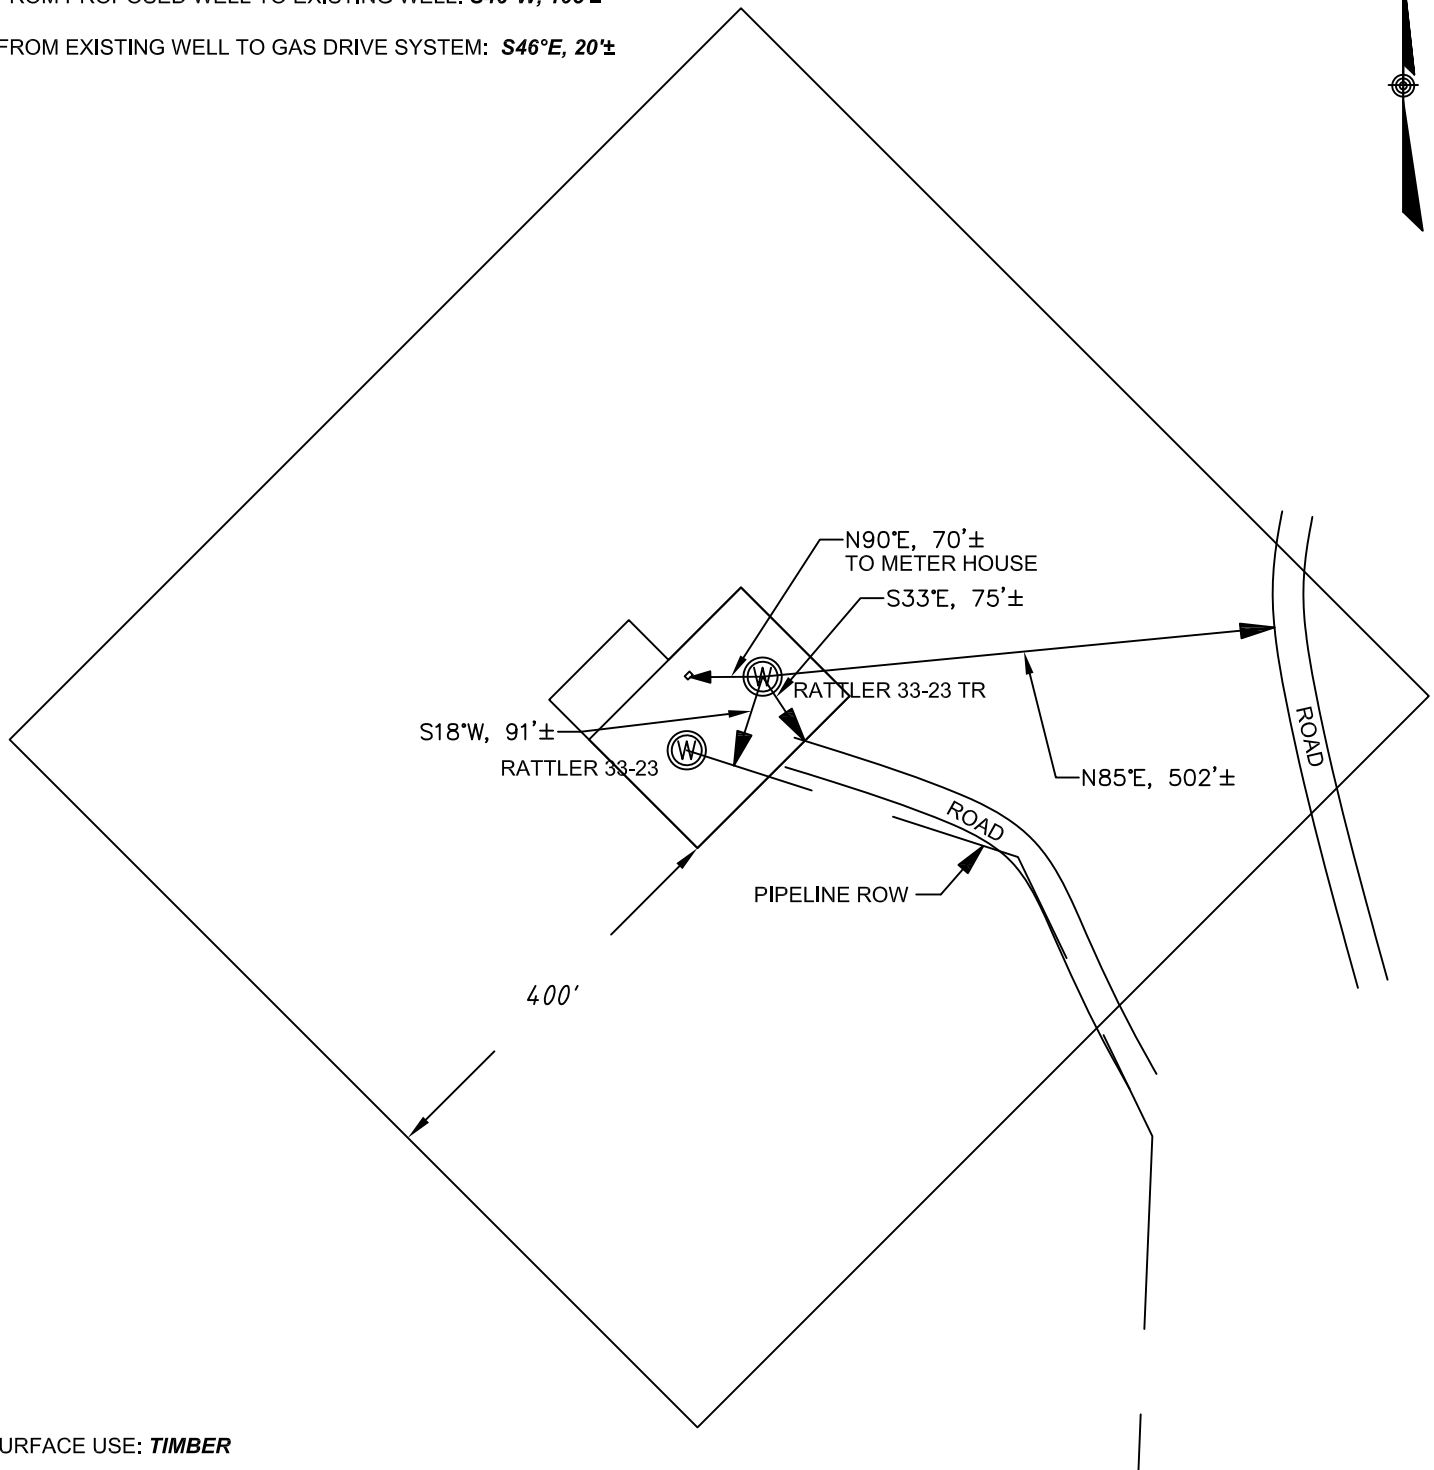 FROM EXISTING WELL TO GAS DRIVE SYSTEM: S46°E, 20'±
N90°E, 70'±
TO METER HOUSE
S33°E, 75'±
RATTLER 33-23 TR
S18°W, 91'±
RATTLER 33-23
ROAD
N85°E, 502'±
ROAD
PIPELINE ROW
400'
URFACE USE: TIMBER